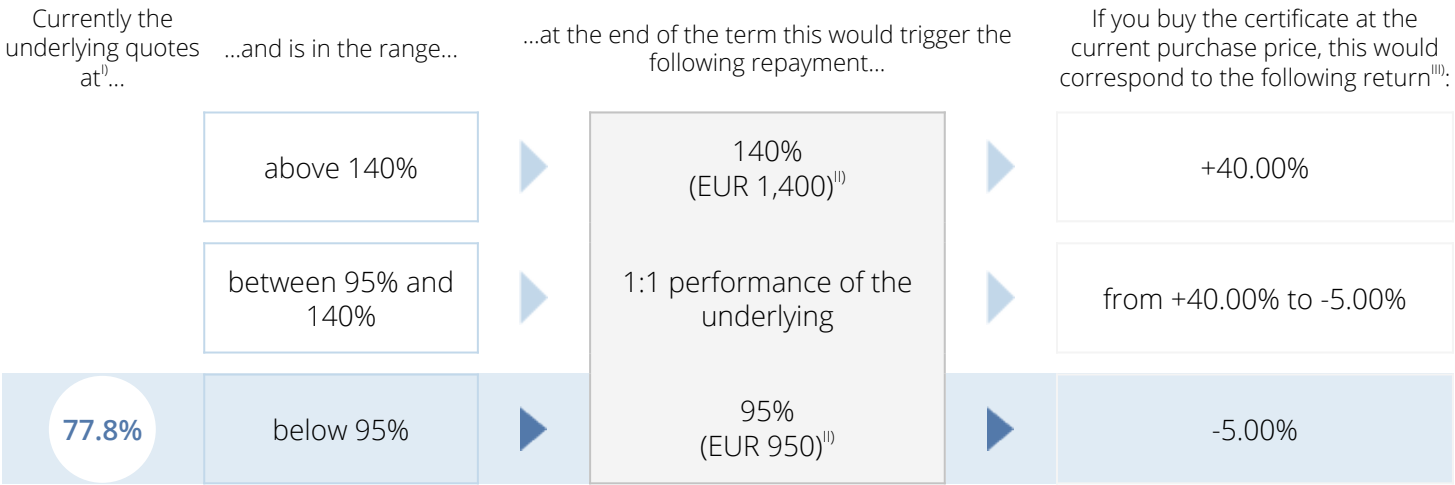 Currently the
underlying quotes
at I)...
...and is in the range...
...at the end of the term this would trigger the
following repayment...
If you buy the certificate at the
current purchase price, this would
correspond to the following return III):
above 140%
140%
(EUR 1,400) II)
+40.00%
between 95% and
140%
1:1 performance of the
underlying
from +40.00% to -5.00%
77.8%
below 95%
95%
(EUR 950) II)
-5.00%